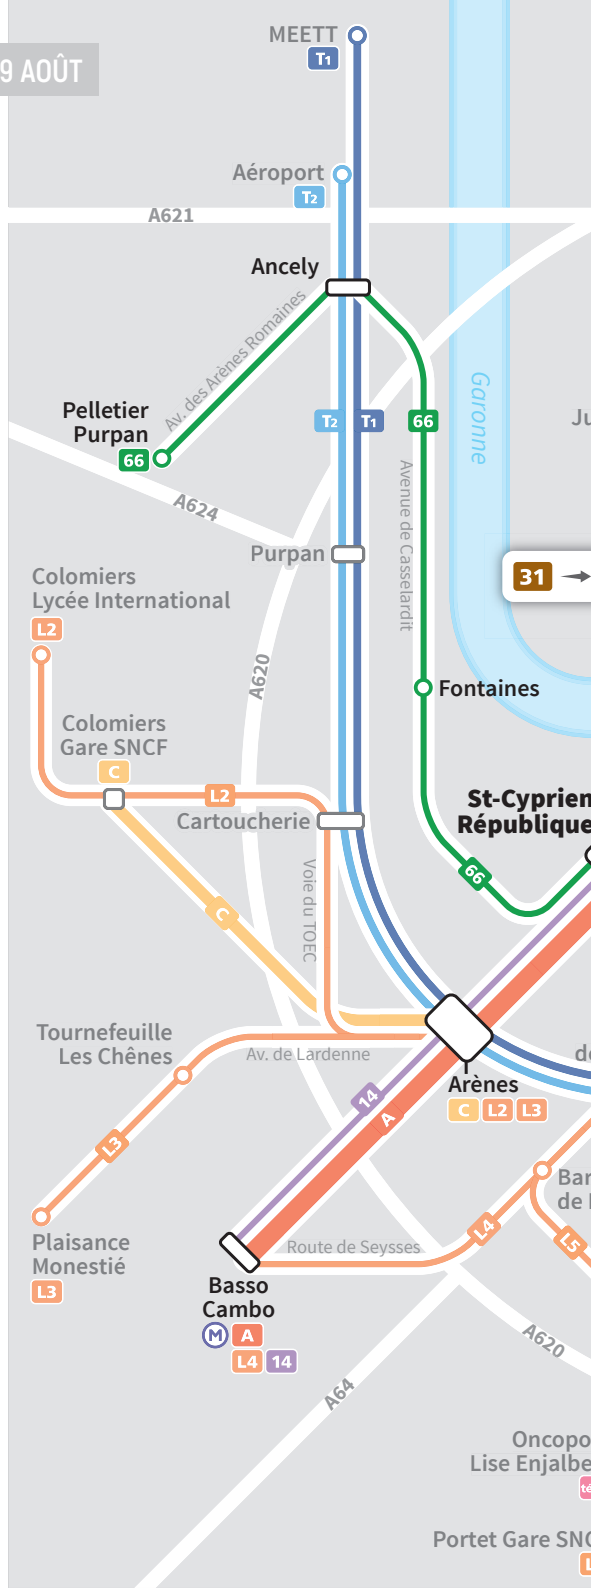 MEETT
T1
9 AOÛT
Aéroport
T2
A621
Ancely
Av. des Arènes Romaines
Pelletier
Purpan
66
T2
T1
66
Garonne
A624
Avenue de Casselardit
Purpan
31
Colomiers
Lycée International
L2
A620
Fontaines
Colomiers
Gare SNCF
C
L2
St-Cyprien
République
Cartoucherie
66
Voie du TOEC
C
Tournefeuille
Les Chênes
Av. de Lardenne
Arènes
C L2 L3
14
A
L3
L4
L5
Plaisance
Monestié
L3
Route de Seysses
Basso
Cambo
M A
L4 14
A620
A64
Lise
Portet Gare